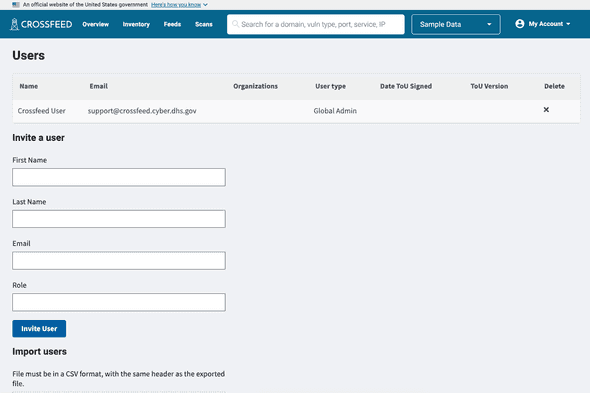 An official website of the United States government Here's how you know
CROSSFEED Overview Inventory Feeds Scans Search for a domain, vuln type, port, service, IP Sample Data My Account
Users
Name Email Organizations User type Date ToU Signed ToU Version Delete
Crossfeed User support@crossfeed.cyber.dhs.gov Global Admin
Invite a user
First Name
Last Name
Email
Role
Invite User
Import users
File must be in a CSV format, with the same header as the exported
file.